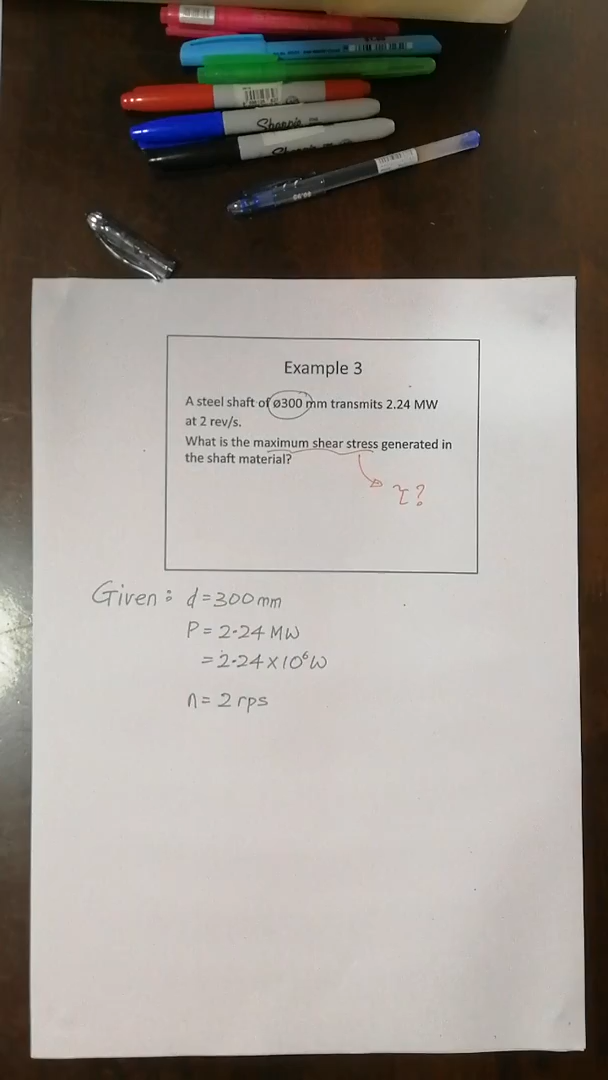 Sharpie
Example 3
A steel shaft of ø300 mm transmits 2.24 MW
at 2 rev/s.
What is the maximum shear stress generated in
the shaft material?
τ?
Given: d=300mm
P= 2.24 MW
=2.24×10⁶W
n= 2 rps